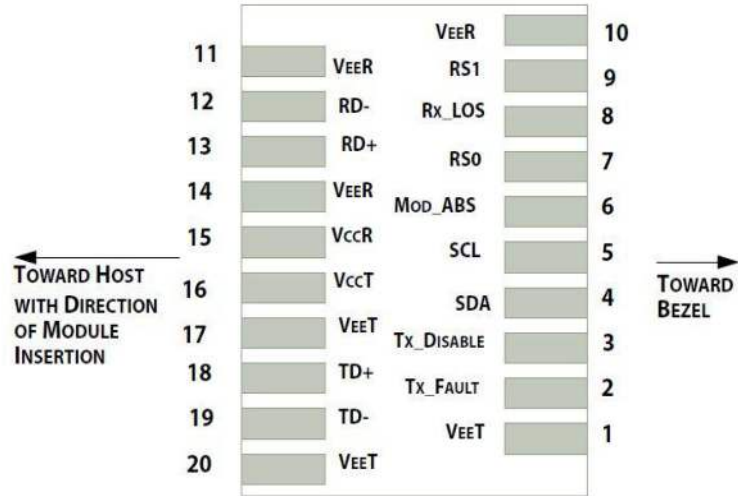 11 VEER
12 RD-
13 RD+
14 VEER
15 VCCR
16 VCCT
17 VEET
18 TD+
19 TD-
20 VEET
VEER 10
RS1 9
RX_LOS 8
RS0 7
MOD_ABS 6
SCL 5
SDA 4
TX_DISABLE 3
TX_FAULT 2
VEET 1
TOWARD HOST
WITH DIRECTION
OF MODULE
INSERTION
TOWARD
BEZEL